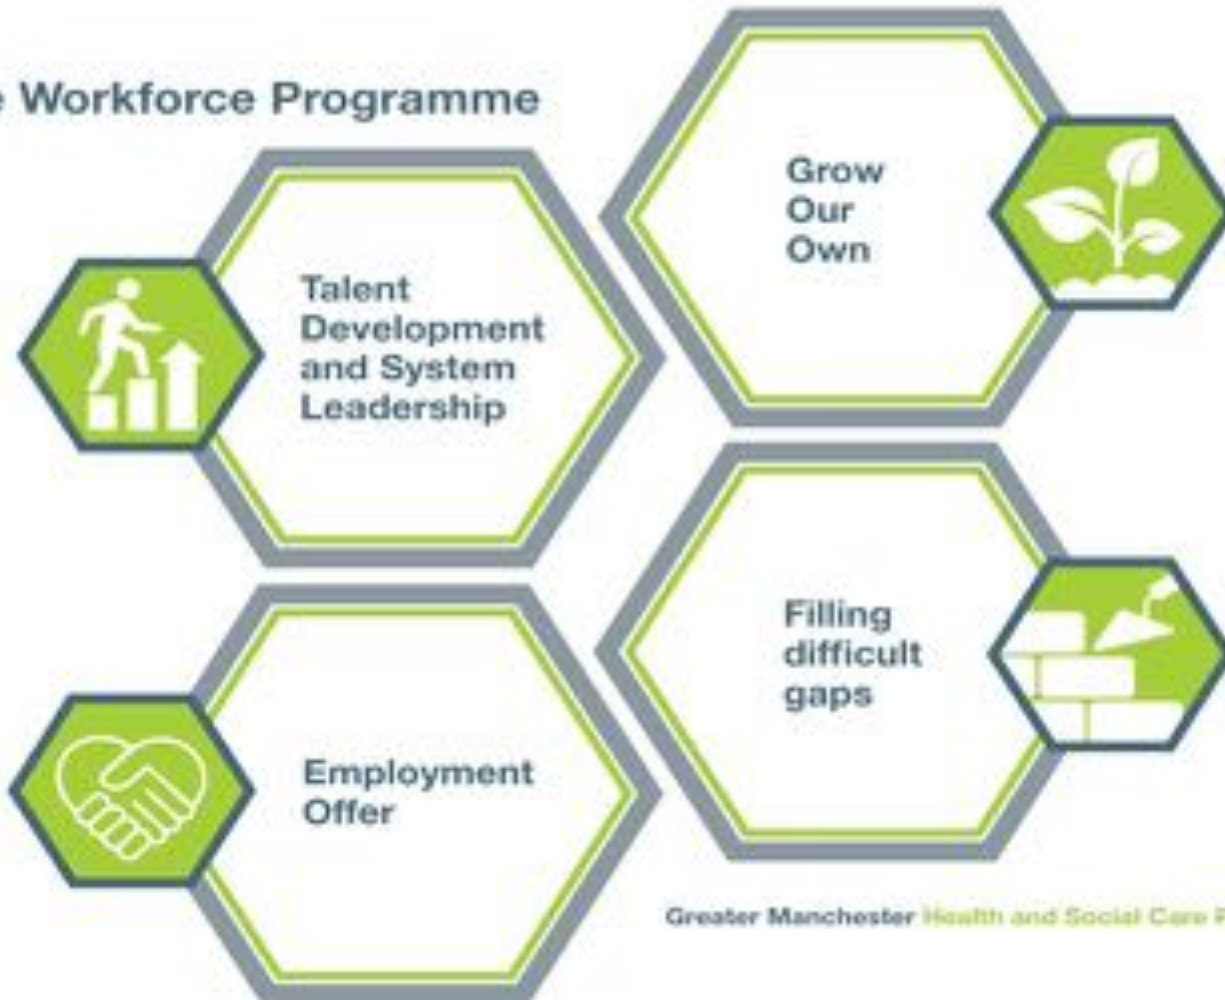 Workforce Programme
Talent
Development
and System
Leadership
Grow
Our
Own
Employment
Offer
Filling
difficult
gaps
Greater Manchester Health and Social Care